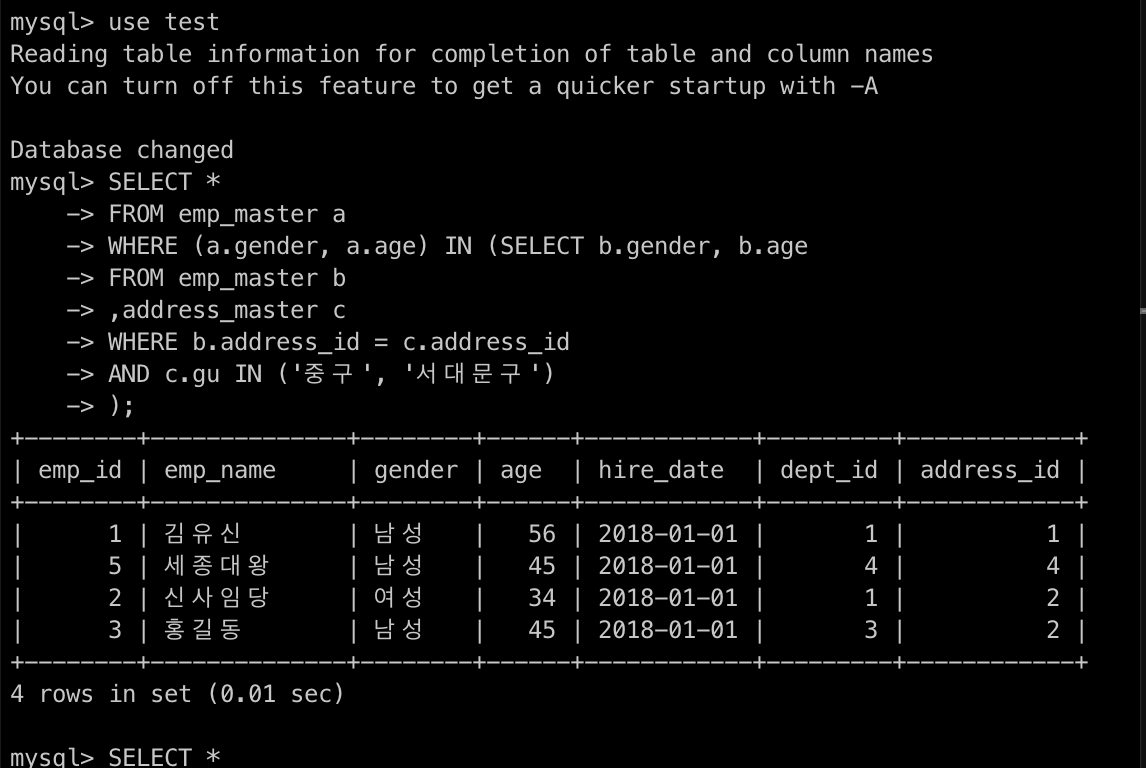 mysql> use test
Reading table information for completion of table and column names
You can turn off this feature to get a quicker startup with -A

Database changed
mysql> SELECT *
    -> FROM emp_master a
    -> WHERE (a.gender, a.age) IN (SELECT b.gender, b.age
    -> FROM emp_master b
    -> ,address_master c
    -> WHERE b.address_id = c.address_id
    -> AND c.gu IN ('중구', '서대문구')
    -> );
+--------+--------------+--------+------+------------+---------+------------+
| emp_id | emp_name     | gender | age  | hire_date  | dept_id | address_id |
+--------+--------------+--------+------+------------+---------+------------+
|      1 | 김유신       | 남성   |   56 | 2018-01-01 |       1 |          1 |
|      5 | 세종대왕     | 남성   |   45 | 2018-01-01 |       4 |          4 |
|      2 | 신사임당     | 여성   |   34 | 2018-01-01 |       1 |          2 |
|      3 | 홍길동       | 남성   |   45 | 2018-01-01 |       3 |          2 |
+--------+--------------+--------+------+------------+---------+------------+
4 rows in set (0.01 sec)

mysql> SELECT *